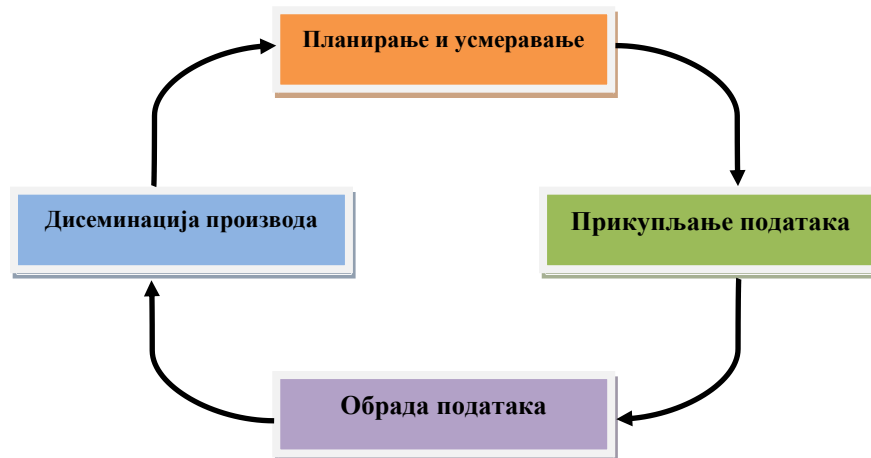 Планирање и усмеравање
Дисеминација производа
Прикупљање података
Обрада података